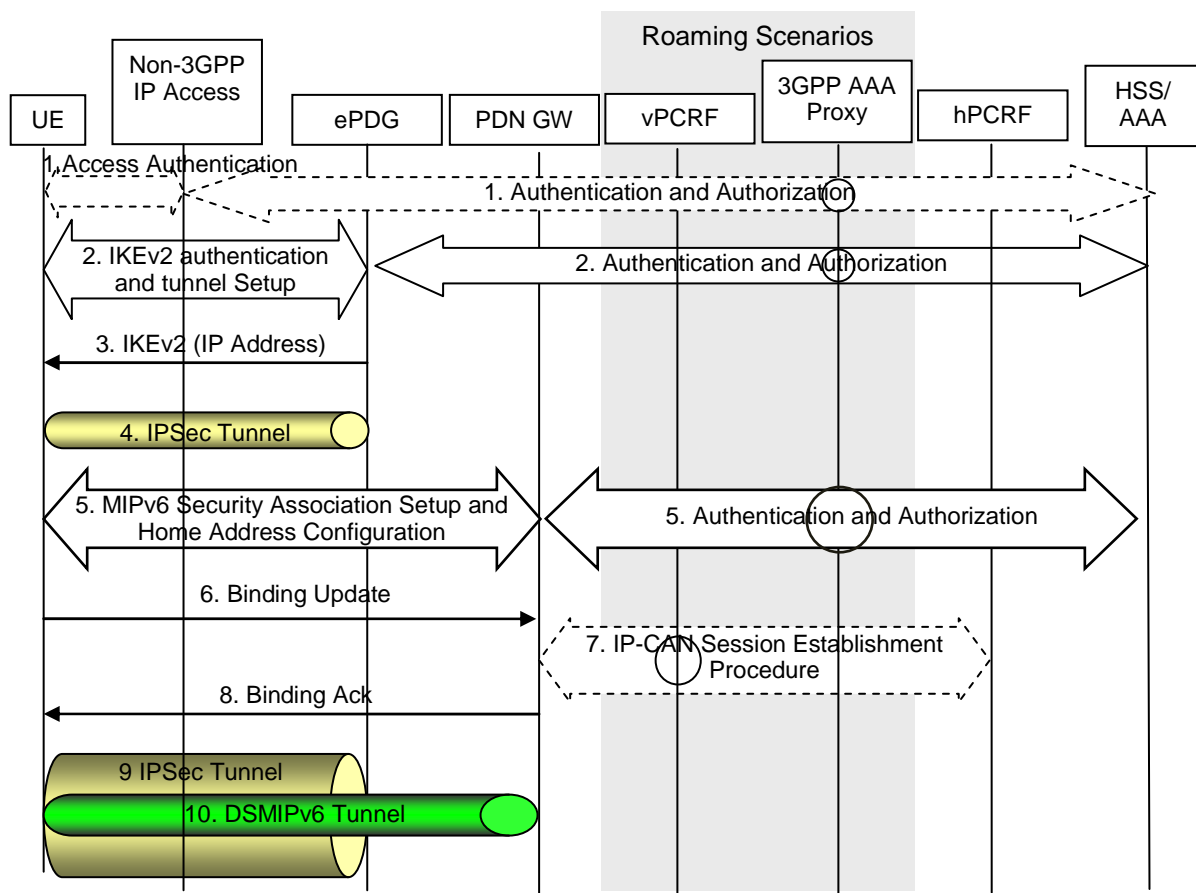 Roaming Scenarios
UE
Non-3GPP
IP Access
ePDG
PDN GW
vPCRF
3GPP AAA
Proxy
hPCRF
HSS/
AAA
1.Access Authentication
1. Authentication and Authorization
2. IKEv2 authentication
and tunnel Setup
2. Authentication and Authorization
3. IKEv2 (IP Address)
4. IPSec Tunnel
5. MIPv6 Security Association Setup and
Home Address Configuration
5. Authentication and Authorization
6. Binding Update
7. IP-CAN Session Establishment
Procedure
8. Binding Ack
9 IPSec Tunnel
10. DSMIPv6 Tunnel